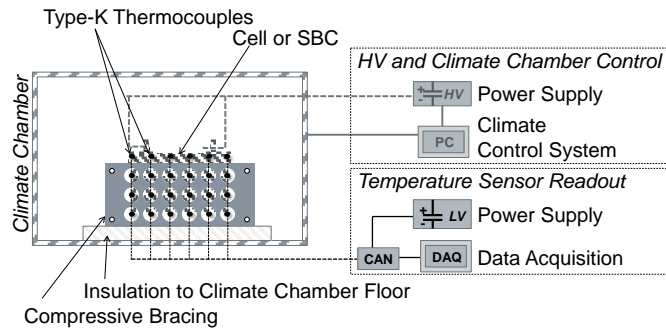 Type-K Thermocouples
Cell or SBC
Climate Chamber
HV and Climate Chamber Control
+
-
HV
Power Supply
PC
Climate
Control System
Temperature Sensor Readout
+
-
LV
Power Supply
CAN
DAQ
Data Acquisition
Insulation to Climate Chamber Floor
Compressive Bracing